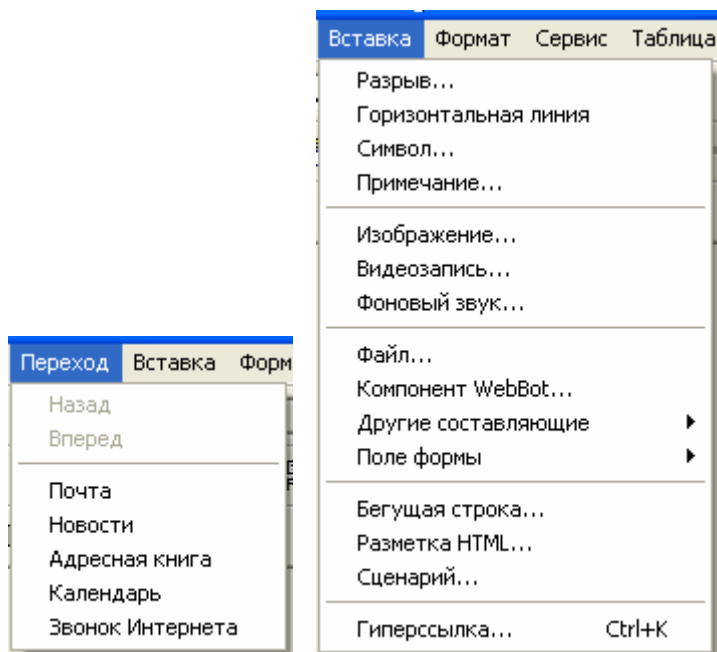 Переход Вставка Форм
Назад
Вперед
Почта
Новости
Адресная книга
Календарь
Звонок Интернета
Вставка Формат Сервис Таблица
Разрыв...
Горизонтальная линия
Символ...
Примечание...
Изображение...
Видеозапись...
Фоновый звук...
Файл...
Компонент WebBot...
Другие составляющие
Поле формы
Бегущая строка...
Разметка HTML...
Сценарий...
Гиперссылка... Ctrl+K